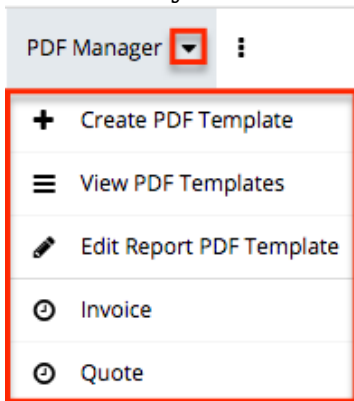 PDF Manager
Create PDF Template
View PDF Templates
Edit Report PDF Template
Invoice
Quote